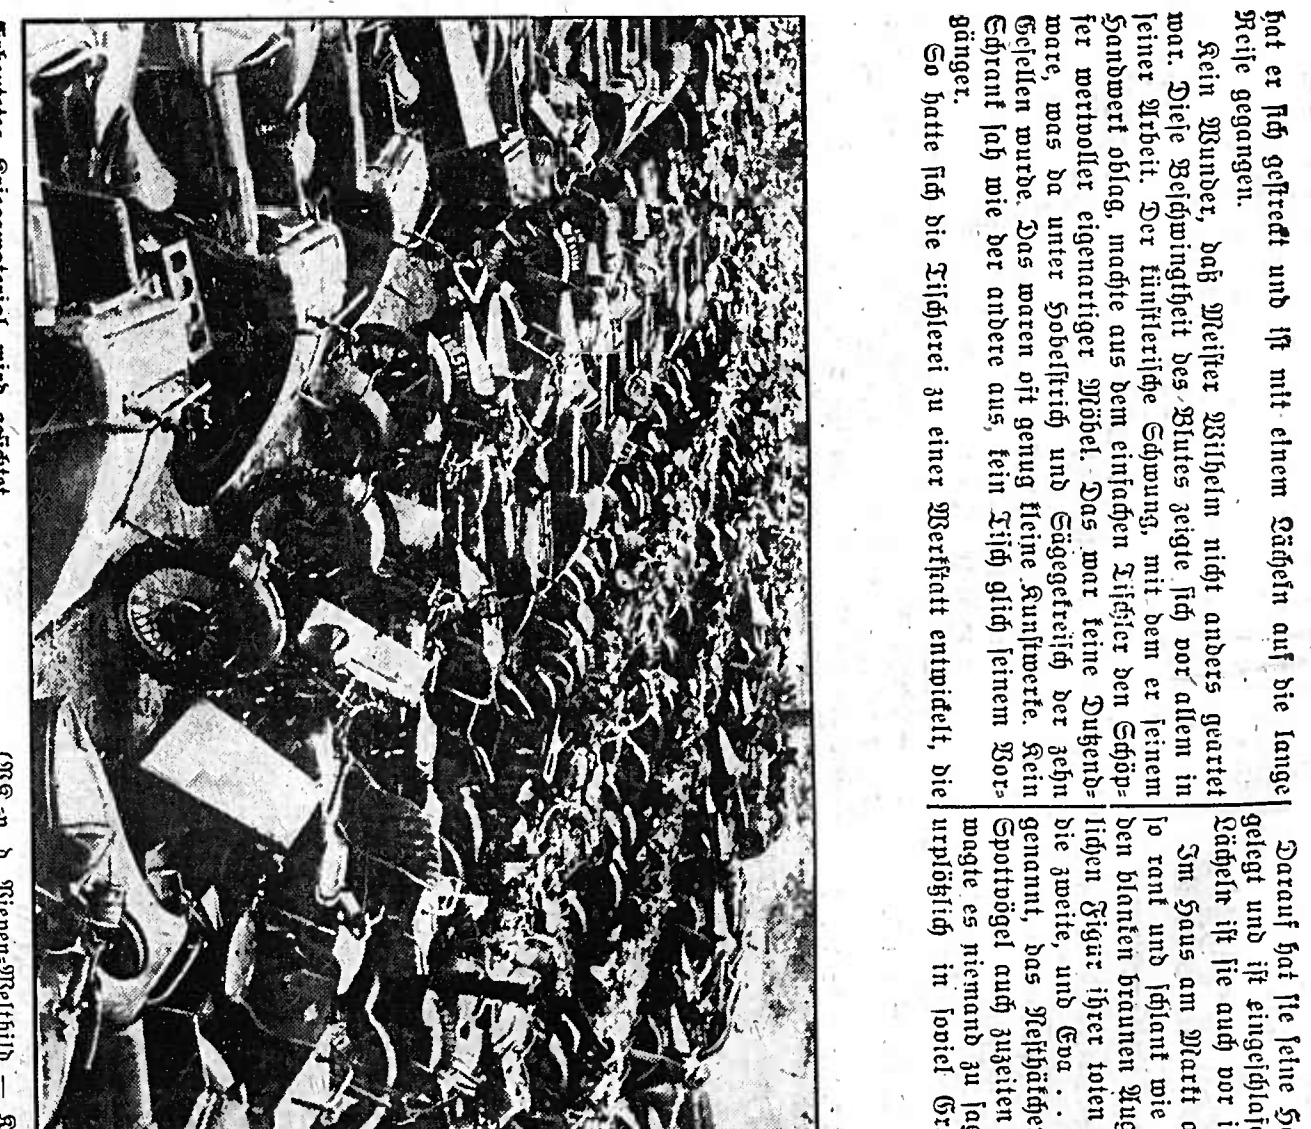 hat er sich gestreckt und ist mit einem Lächeln auf die lange
Reise gegangen.
Kein Wunder, daß Meister Wilhelm nicht anders geartet
war. Diese Beschwingtheit des Blutes zeigte sich vor allem in
seiner Arbeit. Der künstlerische Schwung, mit dem er seinem
Handwerk oblag, machte aus dem einfachen Tischler den Schöp-
fer wertvoller eigenartiger Möbel. Das war keine Dutzend-
ware, was da unter Hobelstrich und Sägegekreisch der zehn
Gesellen wurde. Das waren oft genug kleine Kunstwerke. Kein
Schrank sah wie der andere aus, kein Tisch glich seinem Vor-
gänger.
So hatte sich die Tischlerei zu einer Werkstatt entwickelt, die
Darauf hat sie seine
gelegt und ist
Lächeln ist sie auch vor
Im Haus am Markt
so rank und schlank wie
den blanken braunen
lichen Figur ihrer toten
die zweite, und Eva . .
genannt, das
Spottvögel auch zuzeiten
wagte es niemand zu
urplötzlich in soviel